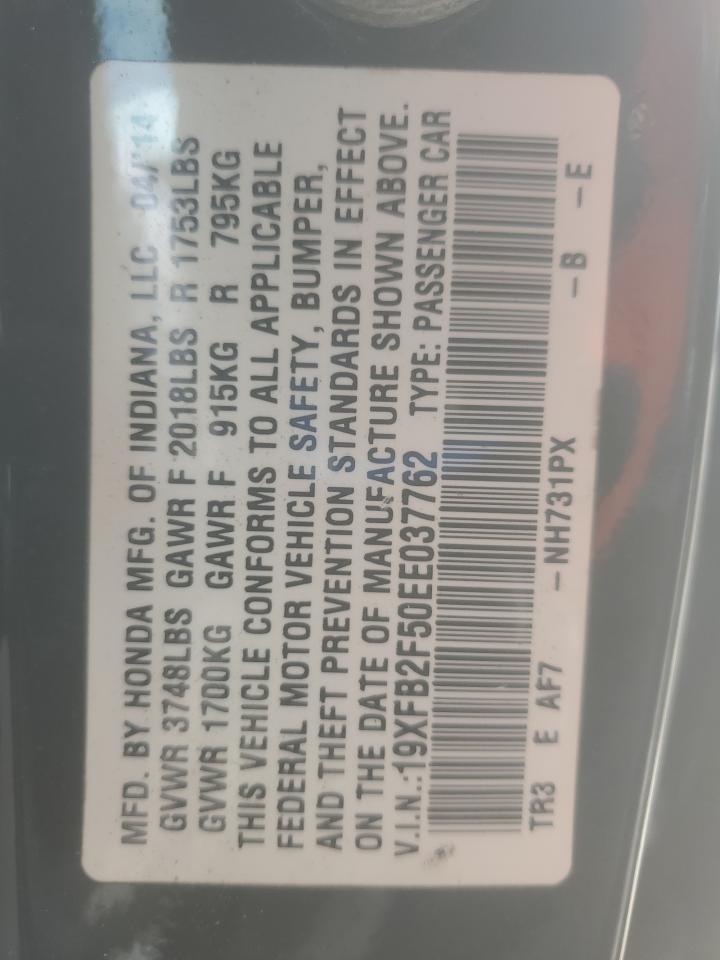 MFD. BY HONDA MFG. OF INDIANA, LLC 04/'14
GVWR 3748LBS GAWR F 2018LBS R 1753LBS
GVWR 1700KG GAWR F 915KG R 795KG
THIS VEHICLE CONFORMS TO ALL APPLICABLE
FEDERAL MOTOR VEHICLE SAFETY, BUMPER,
AND THEFT PREVENTION STANDARDS IN EFFECT
ON THE DATE OF MANUFACTURE SHOWN ABOVE.
V.I.N.:19XFB2F50EE037762 TYPE: PASSENGER CAR
TR3 E AF7 -NH731PX -B -E